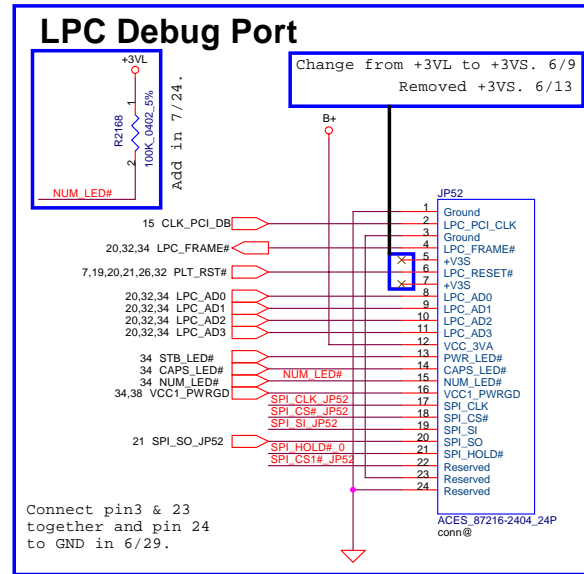 LPC Debug Port
+3VL
1
R2168
100K_0402_5%
2
NUM_LED#
Add in 7/24.
Change from +3VL to +3VS. 6/9
Removed +3VS. 6/13
B+
JP52
1 Ground
15 CLK_PCI_DB 2 LPC_PCI_CLK
3 Ground
20,32,34 LPC_FRAME# 4 LPC_FRAME#
5 +V3S
7,19,20,21,26,32 PLT_RST# 6 LPC_RESET#
7 +V3S
20,32,34 LPC_AD0 8 LPC_AD0
20,32,34 LPC_AD1 9 LPC_AD1
20,32,34 LPC_AD2 10 LPC_AD2
20,32,34 LPC_AD3 11 LPC_AD3
12 VCC_3VA
34 STB_LED# 13 PWR_LED#
34 CAPS_LED# 14 CAPS_LED#
34 NUM_LED# NUM_LED# 15 NUM_LED#
34,38 VCC1_PWRGD 16 VCC1_PWRGD
SPI_CLK_JP52 17 SPI_CLK
SPI_CS#_JP52 18 SPI_CS#
SPI_SI_JP52 19 SPI_SI
21 SPI_SO_JP52 20 SPI_SO
SPI_HOLD#_0 21 SPI_HOLD#
SPI_CS1#_JP52 22 Reserved
23 Reserved
24 Reserved
ACES_87216-2404_24P
conn@
Connect pin3 & 23
together and pin 24
to GND in 6/29.